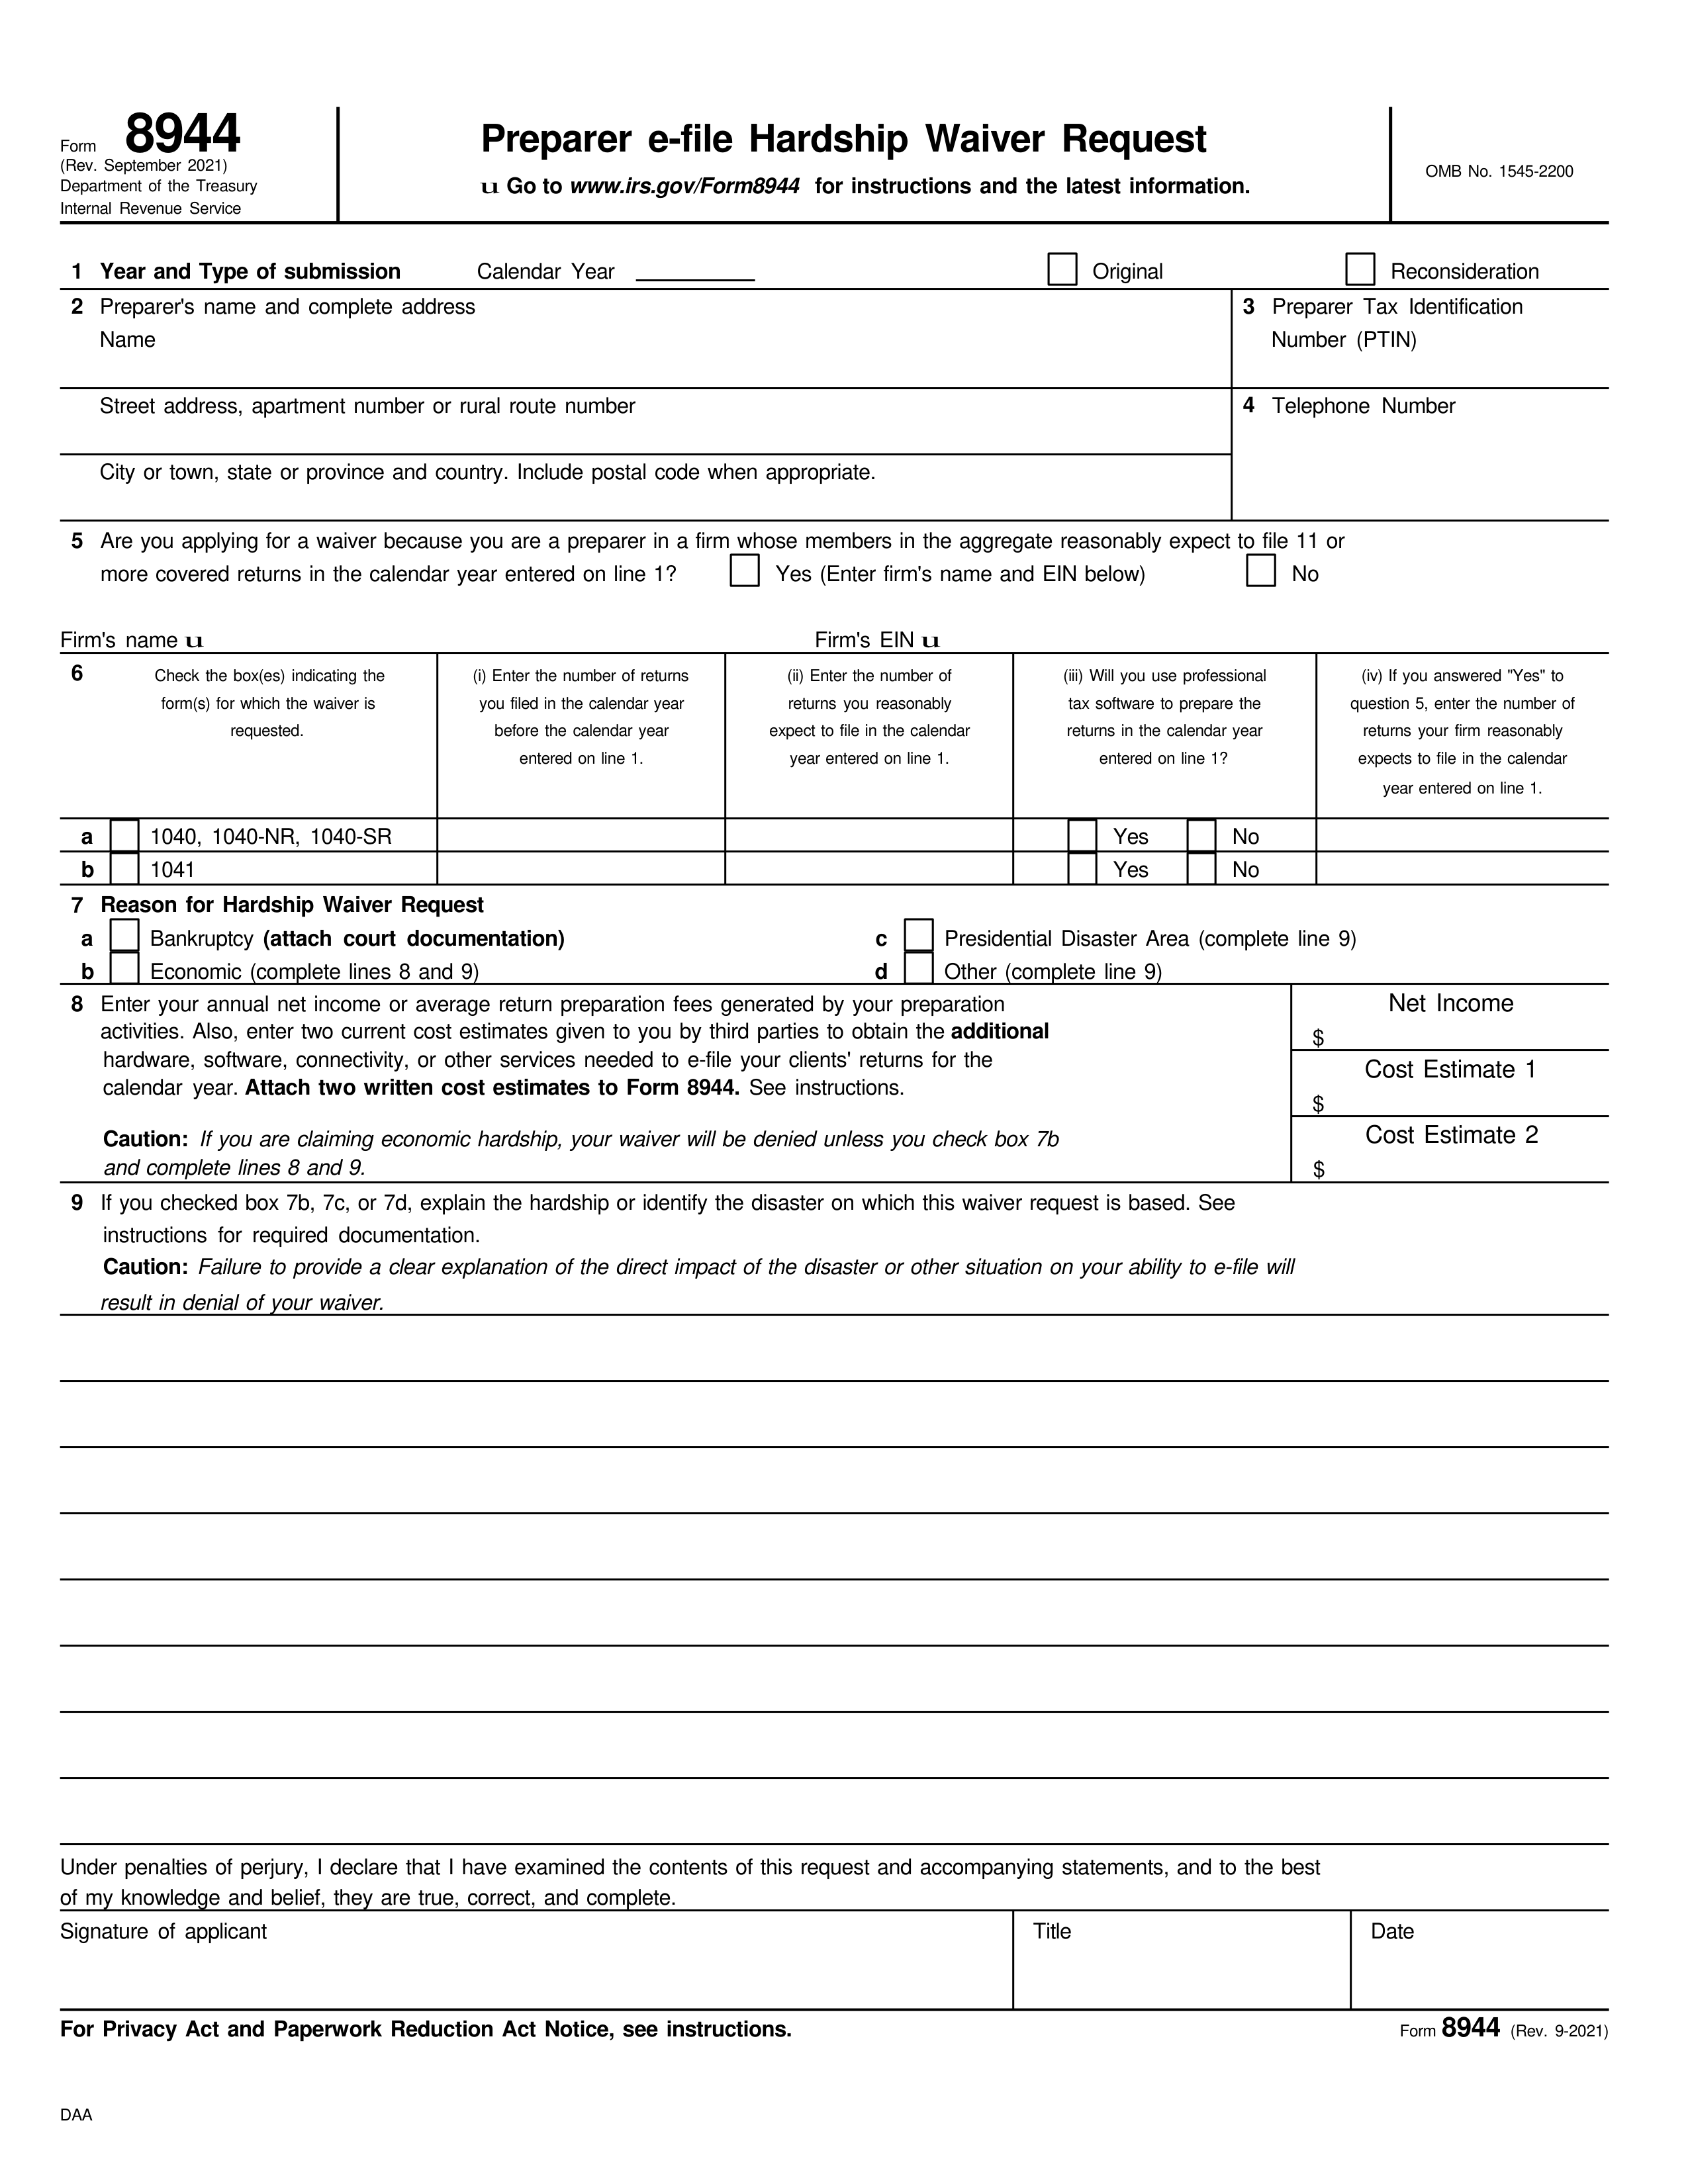 Form 8944
(Rev. September 2021)
Department of the Treasury
Internal Revenue Service
Preparer e-file Hardship Waiver Request
u Go to www.irs.gov/Form8944 for instructions and the latest information.
OMB No. 1545-2200
1 Year and Type of submission Calendar Year Original Reconsideration
2 Preparer's name and complete address
Name
3 Preparer Tax Identification
Number (PTIN)
Street address, apartment number or rural route number
4 Telephone Number
City or town, state or province and country. Include postal code when appropriate.
5 Are you applying for a waiver because you are a preparer in a firm whose members in the aggregate reasonably expect to file 11 or
more covered returns in the calendar year entered on line 1? Yes (Enter firm's name and EIN below) No
Firm's name u Firm's EIN u
6 Check the box(es) indicating the
form(s) for which the waiver is
requested.
(i) Enter the number of returns
you filed in the calendar year
before the calendar year
entered on line 1.
(ii) Enter the number of
returns you reasonably
expect to file in the calendar
year entered on line 1.
(iii) Will you use professional
tax software to prepare the
returns in the calendar year
entered on line 1?
(iv) If you answered "Yes" to
question 5, enter the number of
returns your firm reasonably
expects to file in the calendar
year entered on line 1.
a 1040, 1040-NR, 1040-SR Yes No
b 1041 Yes No
7 Reason for Hardship Waiver Request
a Bankruptcy (attach court documentation) c Presidential Disaster Area (complete line 9)
b Economic (complete lines 8 and 9) d Other (complete line 9)
8 Enter your annual net income or average return preparation fees generated by your preparation
activities. Also, enter two current cost estimates given to you by third parties to obtain the additional
hardware, software, connectivity, or other services needed to e-file your clients' returns for the
calendar year. Attach two written cost estimates to Form 8944. See instructions.
Caution: If you are claiming economic hardship, your waiver will be denied unless you check box 7b
and complete lines 8 and 9.
Net Income
$
Cost Estimate 1
$
Cost Estimate 2
$
9 If you checked box 7b, 7c, or 7d, explain the hardship or identify the disaster on which this waiver request is based. See
instructions for required documentation.
Caution: Failure to provide a clear explanation of the direct impact of the disaster or other situation on your ability to e-file will
result in denial of your waiver.
Under penalties of perjury, I declare that I have examined the contents of this request and accompanying statements, and to the best
of my knowledge and belief, they are true, correct, and complete.
Signature of applicant Title Date
For Privacy Act and Paperwork Reduction Act Notice, see instructions. Form 8944 (Rev. 9-2021)
DAA